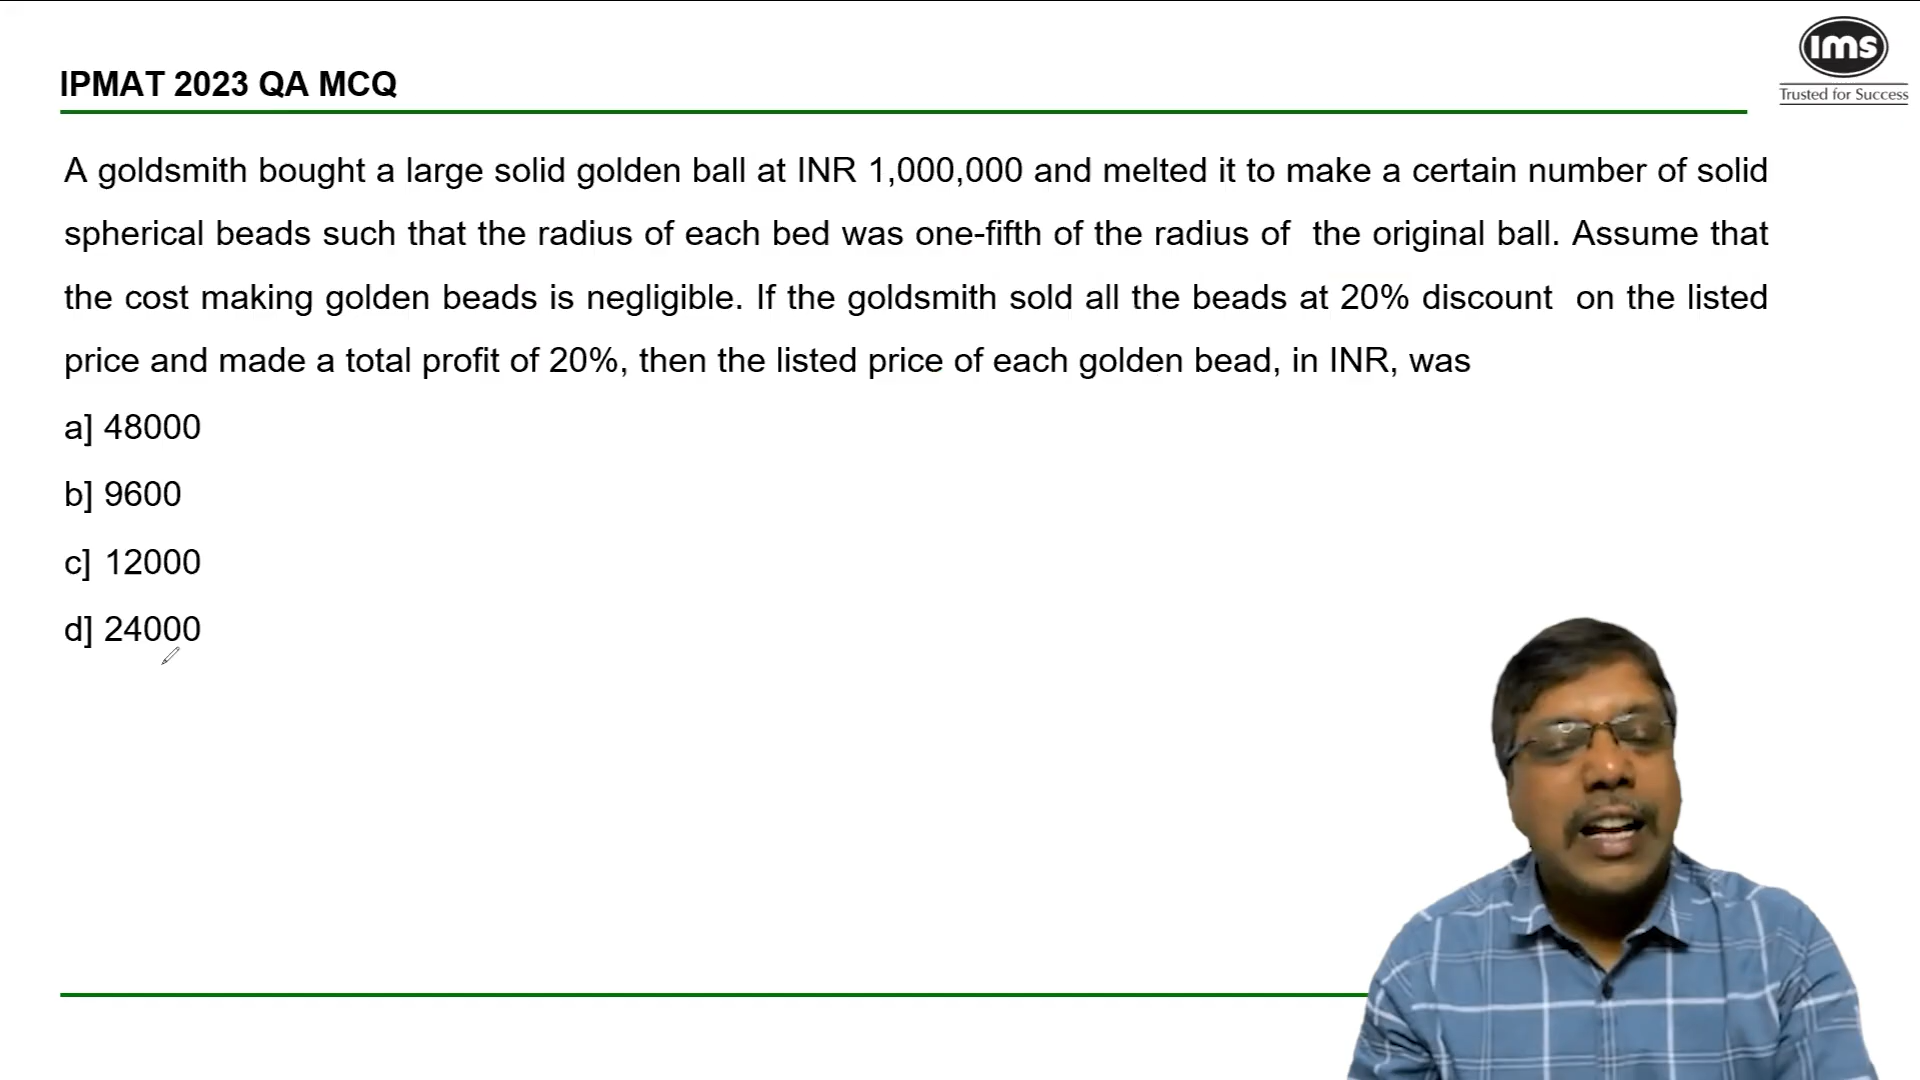 ims
Trusted for Success
IPMAT 2023 QA MCQ
A goldsmith bought a large solid golden ball at INR 1,000,000 and melted it to make a certain number of solid
spherical beads such that the radius of each bed was one-fifth of the radius of the original ball. Assume that
the cost making golden beads is negligible. If the goldsmith sold all the beads at 20% discount on the listed
price and made a total profit of 20%, then the listed price of each golden bead, in INR, was
a] 48000
b] 9600
c] 12000
d] 24000